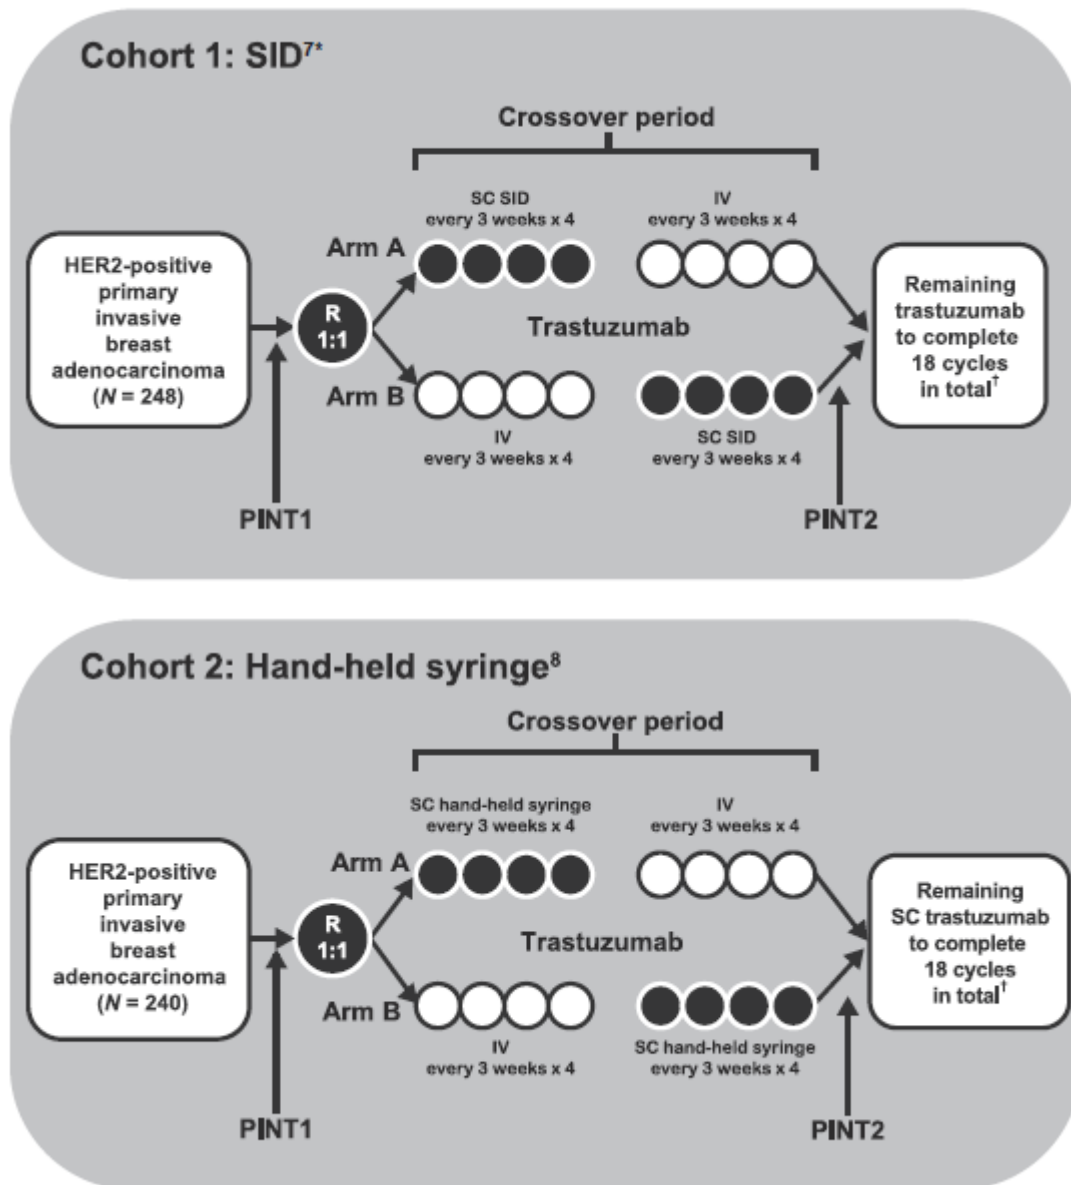 Cohort 1: SID7*
Crossover period
SC SID
every 3 weeks x 4
IV
every 3 weeks x 4
HER2-positive
primary
invasive
breast
adenocarcinoma
(N = 248)
R
1:1
Arm A
Trastuzumab
Arm B
IV
every 3 weeks x 4
SC SID
every 3 weeks x 4
Remaining
trastuzumab
to complete
18 cycles
in total†
PINT1
PINT2
Cohort 2: Hand-held syringe8
Crossover period
SC hand-held syringe
every 3 weeks x 4
IV
every 3 weeks x 4
HER2-positive
primary
invasive
breast
adenocarcinoma
(N = 240)
R
1:1
Arm A
Trastuzumab
Arm B
IV
every 3 weeks x 4
SC hand-held syringe
every 3 weeks x 4
Remaining
SC trastuzumab
to complete
18 cycles
in total†
PINT1
PINT2